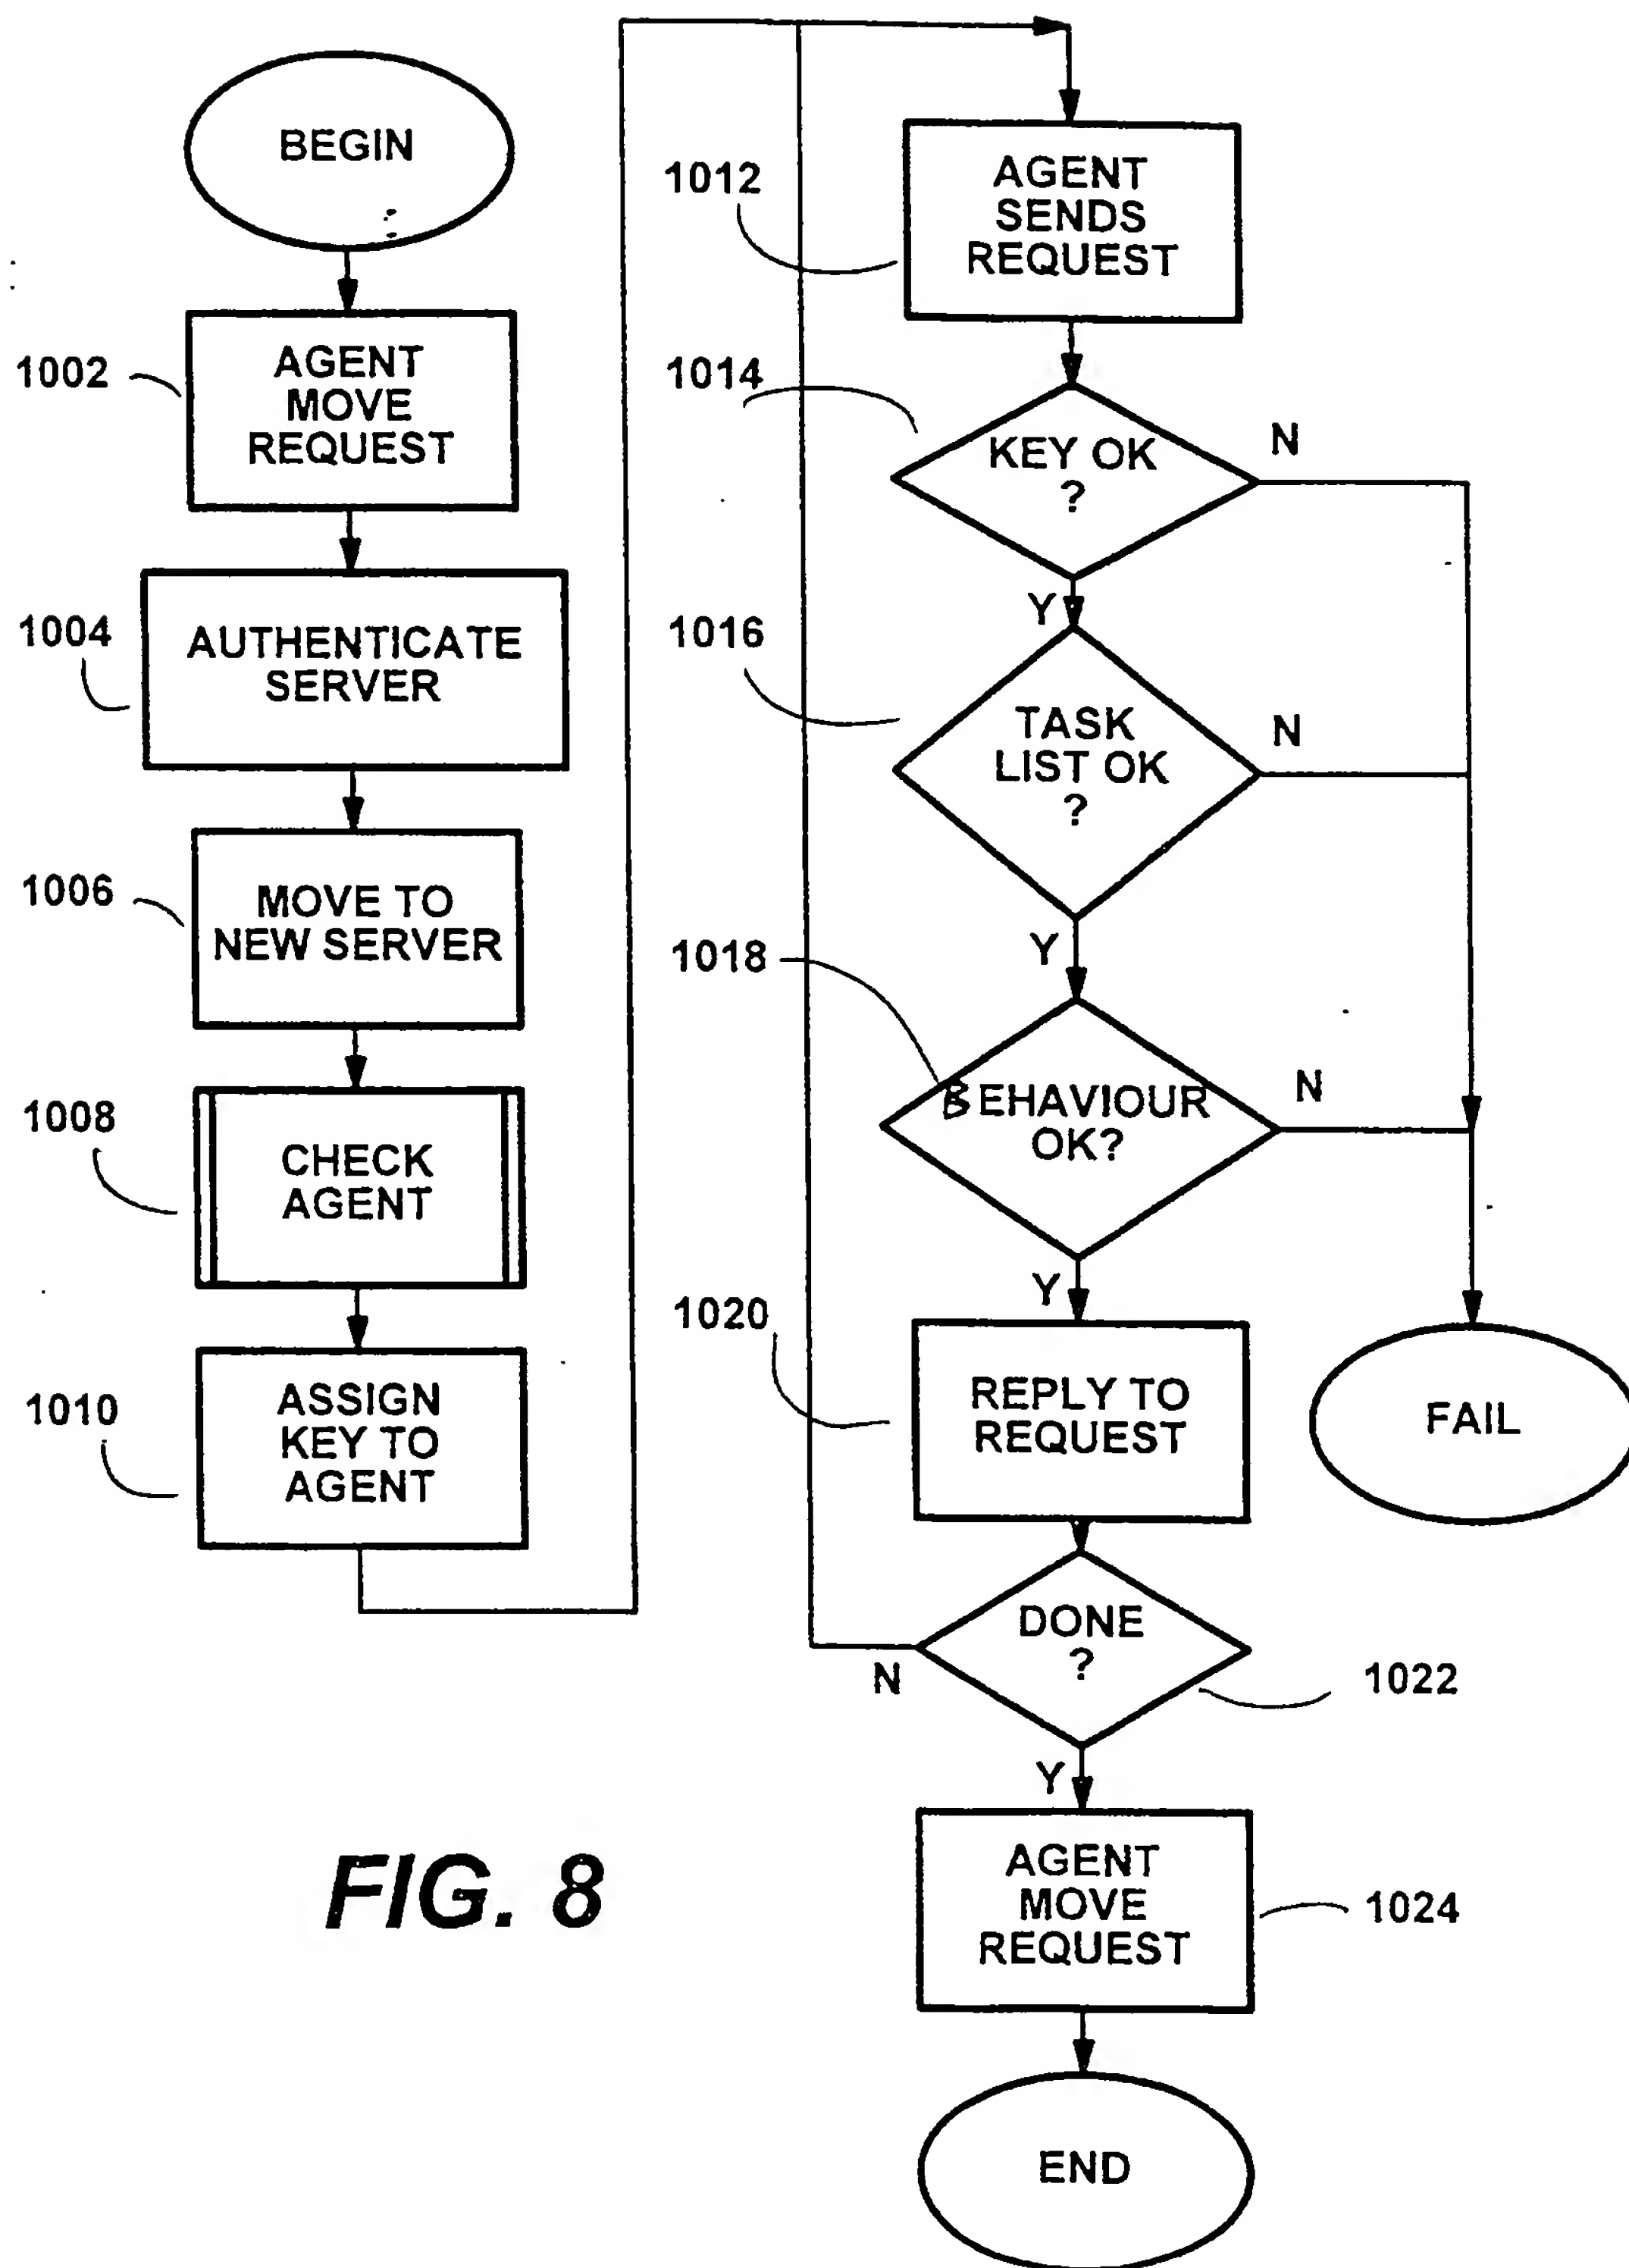 BEGIN
1002
AGENT
MOVE
REQUEST
1004
AUTHENTICATE
SERVER
1006
MOVE TO
NEW SERVER
1008
CHECK
AGENT
1010
ASSIGN
KEY TO
AGENT
1012
AGENT
SENDS
REQUEST
1014
KEY OK
?
N
Y
1016
TASK
LIST OK
?
N
Y
1018
BEHAVIOUR
OK?
N
Y
1020
REPLY TO
REQUEST
FAIL
DONE
?
N
1022
Y
AGENT
MOVE
REQUEST
1024
END
FIG. 8